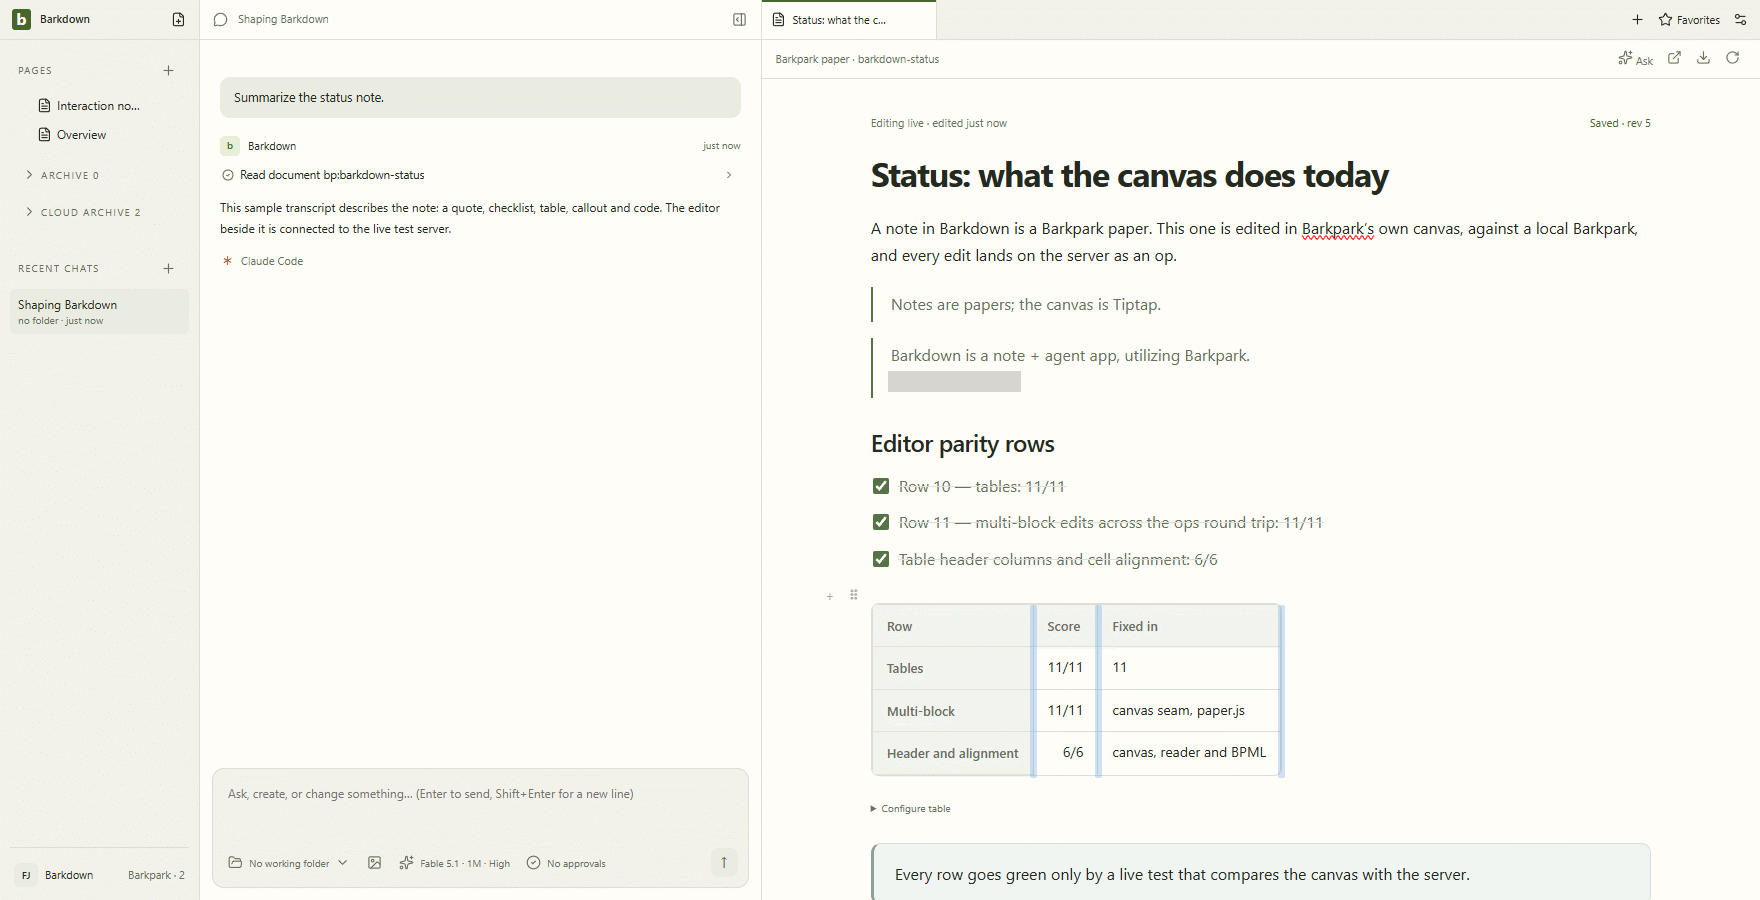 Barkdown
PAGES
Interaction no...
Overview
ARCHIVE 0
CLOUD ARCHIVE 2
RECENT CHATS
Shaping Barkdown
no folder · just now
FJ Barkdown Barkpark · 2
Shaping Barkdown
Summarize the status note.
b Barkdown just now
Read document bp:barkdown-status
This sample transcript describes the note: a quote, checklist, table, callout and code. The editor
beside it is connected to the live test server.
Claude Code
Ask, create, or change something... (Enter to send, Shift+Enter for a new line)
No working folder Fable 5.1 · 1M · High No approvals
Status: what the c...
Favorites
Barkpark paper · barkdown-status
Ask
Editing live · edited just now
Saved · rev 5
Status: what the canvas does today
A note in Barkdown is a Barkpark paper. This one is edited in Barkpark's own canvas, against a local Barkpark,
and every edit lands on the server as an op.
Notes are papers; the canvas is Tiptap.
Barkdown is a note + agent app, utilizing Barkpark.
Editor parity rows
Row 10 — tables: 11/11
Row 11 — multi-block edits across the ops round trip: 11/11
Table header columns and cell alignment: 6/6
Row Score Fixed in
Tables 11/11 11
Multi-block 11/11 canvas seam, paper.js
Header and alignment 6/6 canvas, reader and BPML
Configure table
Every row goes green only by a live test that compares the canvas with the server.